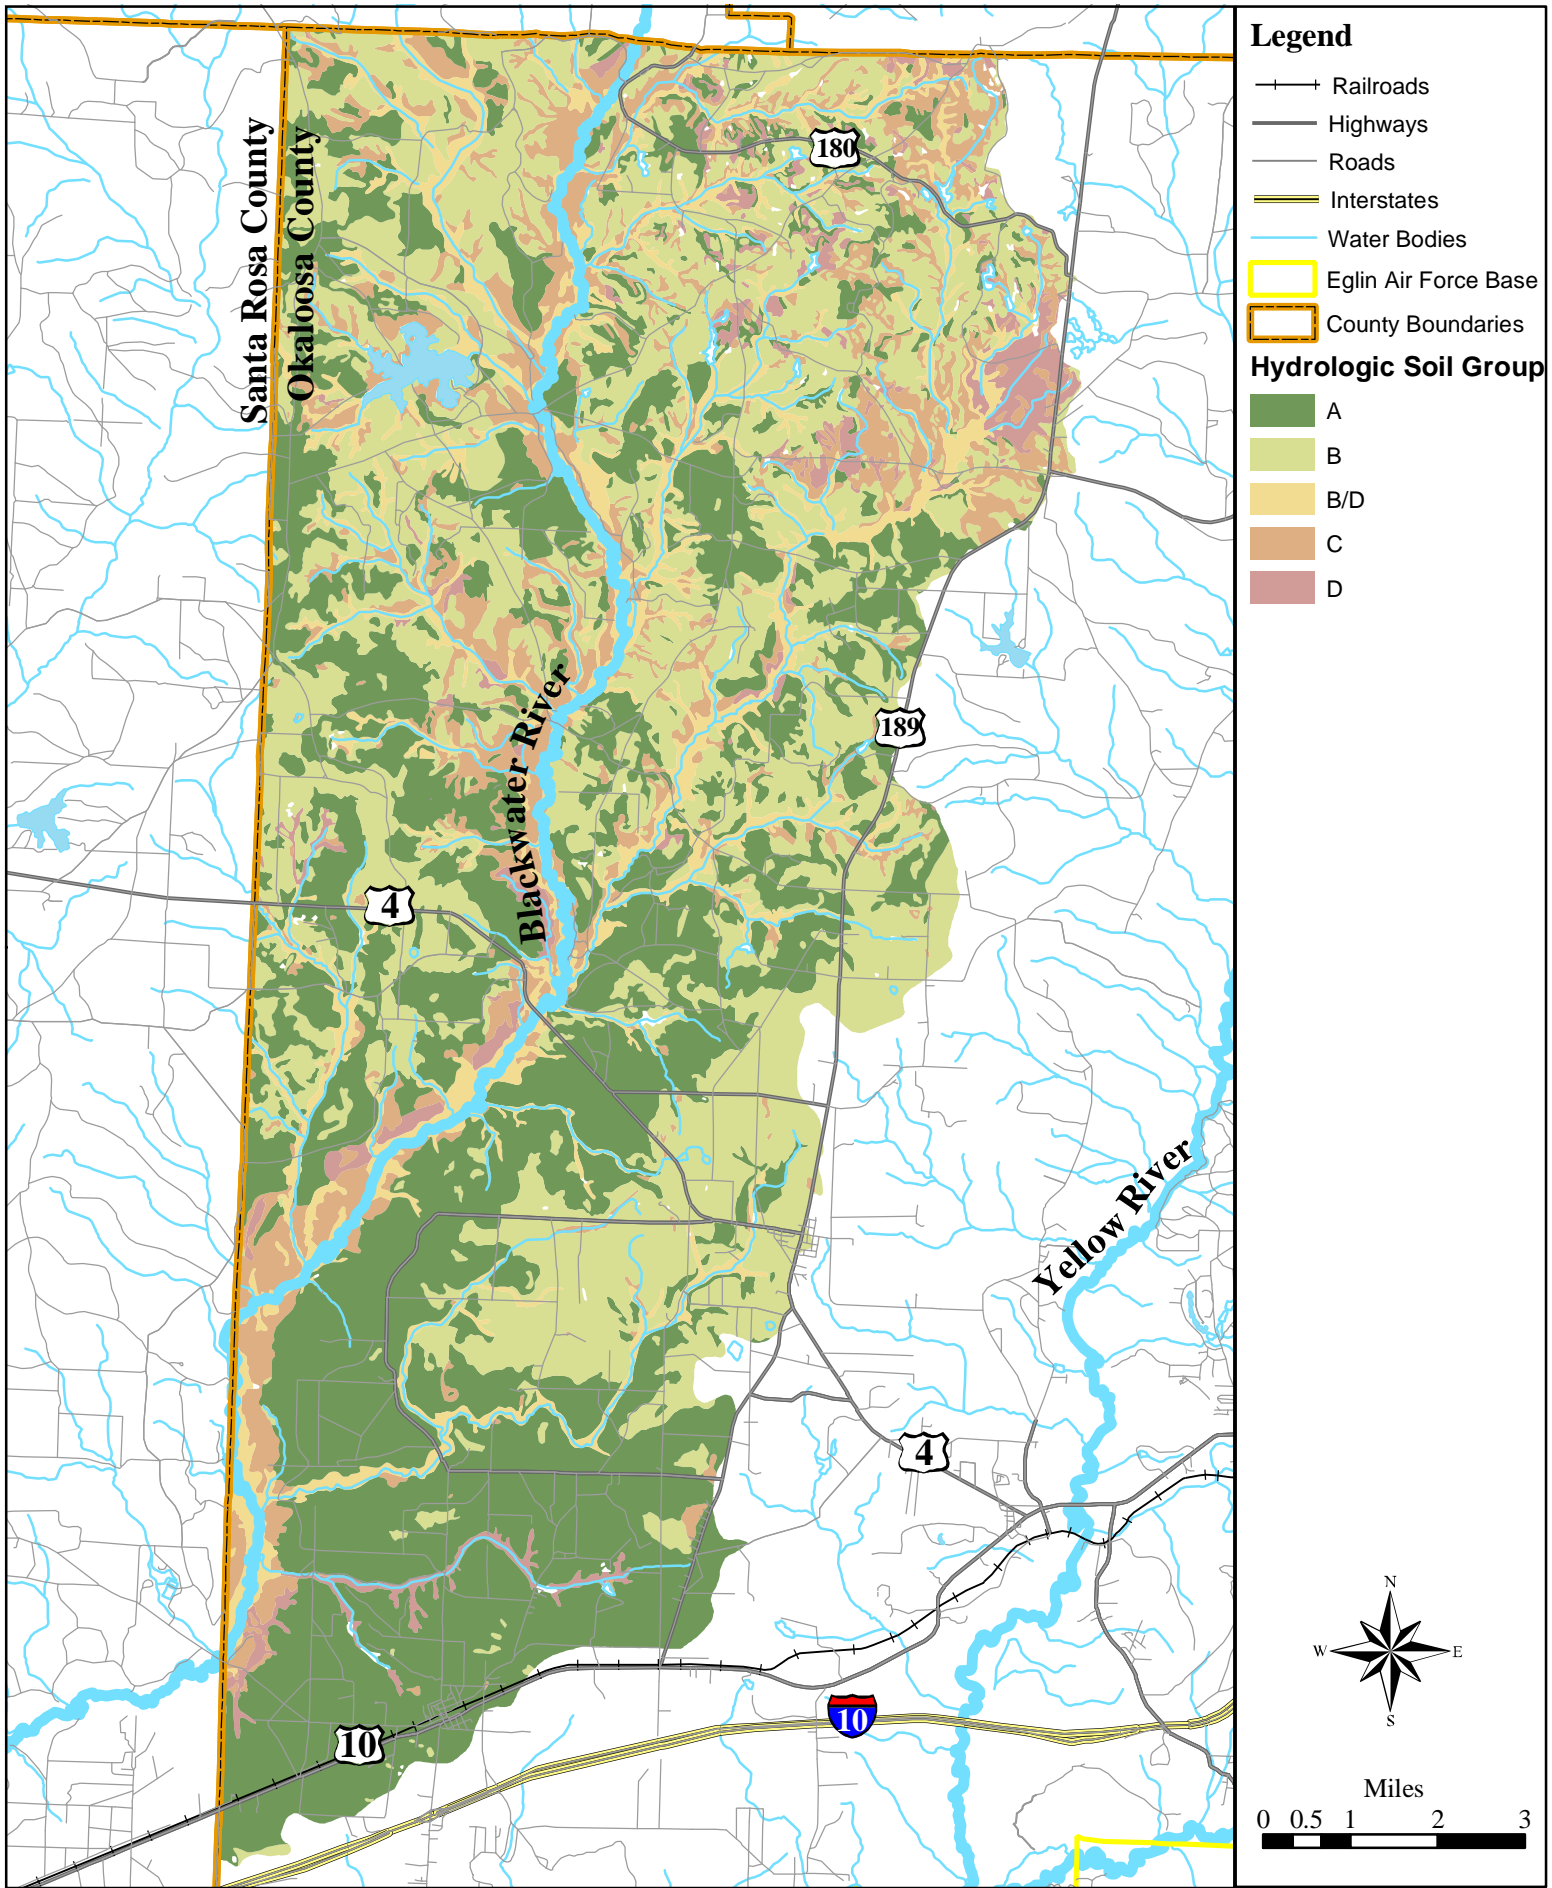 Santa Rosa County
Okaloosa County
180
Blackwater River
189
4
Yellow River
4
10
10
Legend
Railroads
Highways
Roads
Interstates
Water Bodies
Eglin Air Force Base
County Boundaries
Hydrologic Soil Group
A
B
B/D
C
D
N
W E
S
Miles
0 0.5 1 2 3